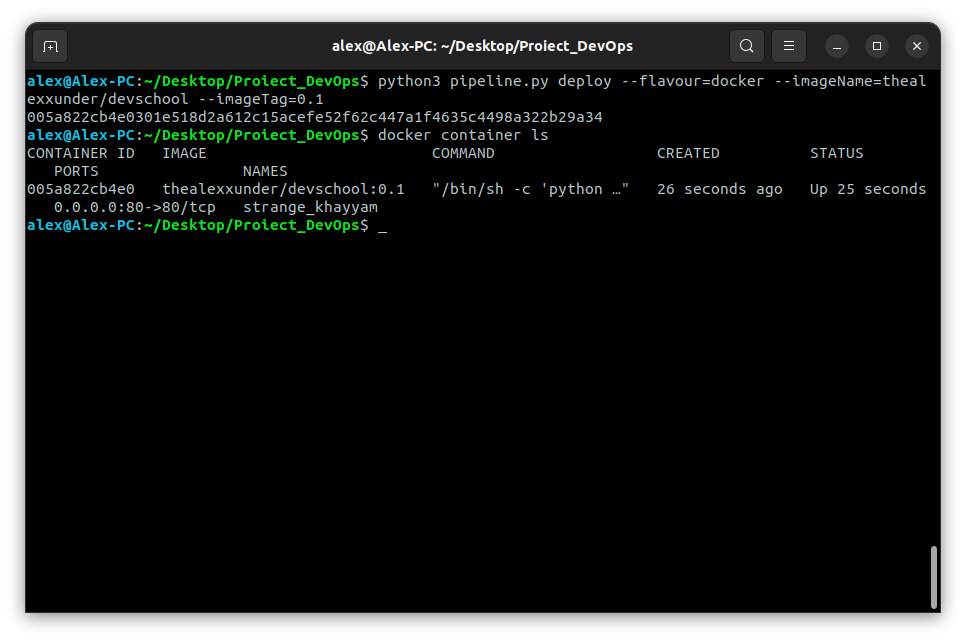 alex@Alex-PC: ~/Desktop/Proiect_DevOps
alex@Alex-PC:~/Desktop/Proiect_DevOps$ python3 pipeline.py deploy --flavour=docker --imageName=theal
exxunder/devschool --imageTag=0.1
005a822cb4e0301e518d2a612c15acefe52f62c447a1f4635c4498a322b29a34
alex@Alex-PC:~/Desktop/Proiect_DevOps$ docker container ls
CONTAINER ID   IMAGE                         COMMAND                  CREATED          STATUS
   PORTS                NAMES
005a822cb4e0   thealexxunder/devschool:0.1   "/bin/sh -c 'python …"   26 seconds ago   Up 25 seconds
   0.0.0.0:80->80/tcp   strange_khayyam
alex@Alex-PC:~/Desktop/Proiect_DevOps$ _